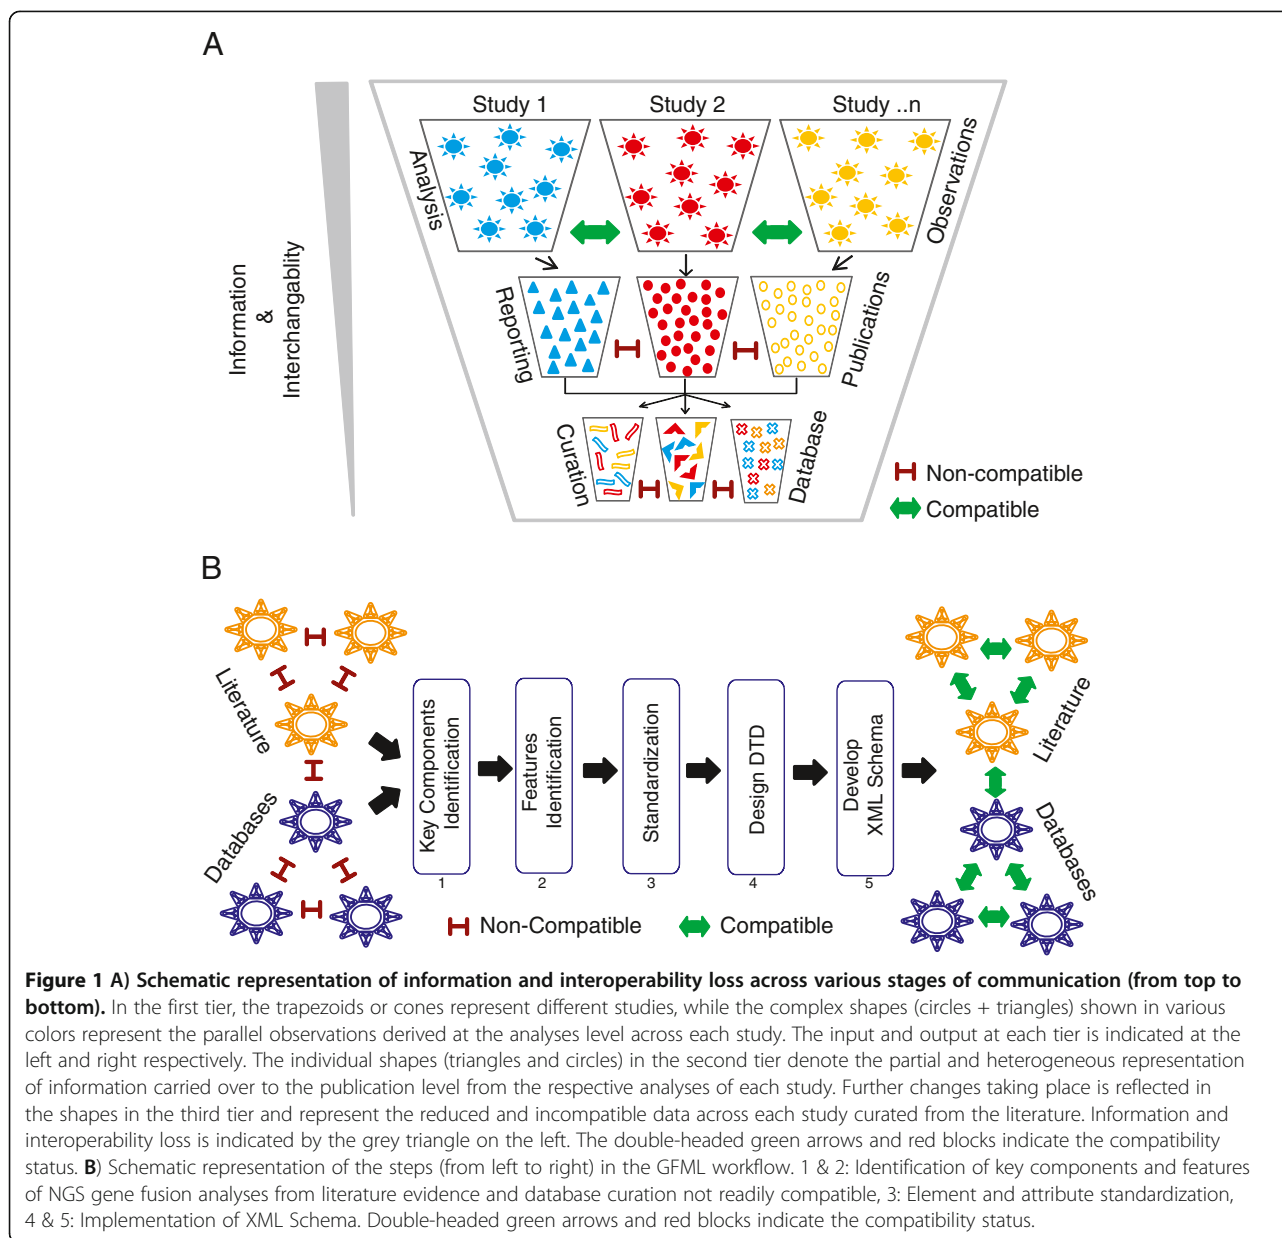 A
Study 1
Study 2
Study ..n
Analysis
Observations
Information
&
Interchangablity
Reporting
Publications
Curation
Database
Non-compatible
Compatible
B
Literature
Databases
Key Components
Identification
1
Features
Identification
2
Standardization
3
Design DTD
4
Develop
XML Schema
5
Literature
Databases
Non-Compatible
Compatible
Figure 1 A) Schematic representation of information and interoperability loss across various stages of communication (from top to
bottom). In the first tier, the trapezoids or cones represent different studies, while the complex shapes (circles + triangles) shown in various
colors represent the parallel observations derived at the analyses level across each study. The input and output at each tier is indicated at the
left and right respectively. The individual shapes (triangles and circles) in the second tier denote the partial and heterogeneous representation
of information carried over to the publication level from the respective analyses of each study. Further changes taking place is reflected in
the shapes in the third tier and represent the reduced and incompatible data across each study curated from the literature. Information and
interoperability loss is indicated by the grey triangle on the left. The double-headed green arrows and red blocks indicate the compatibility
status. B) Schematic representation of the steps (from left to right) in the GFML workflow. 1 & 2: Identification of key components and features
of NGS gene fusion analyses from literature evidence and database curation not readily compatible, 3: Element and attribute standardization,
4 & 5: Implementation of XML Schema. Double-headed green arrows and red blocks indicate the compatibility status.